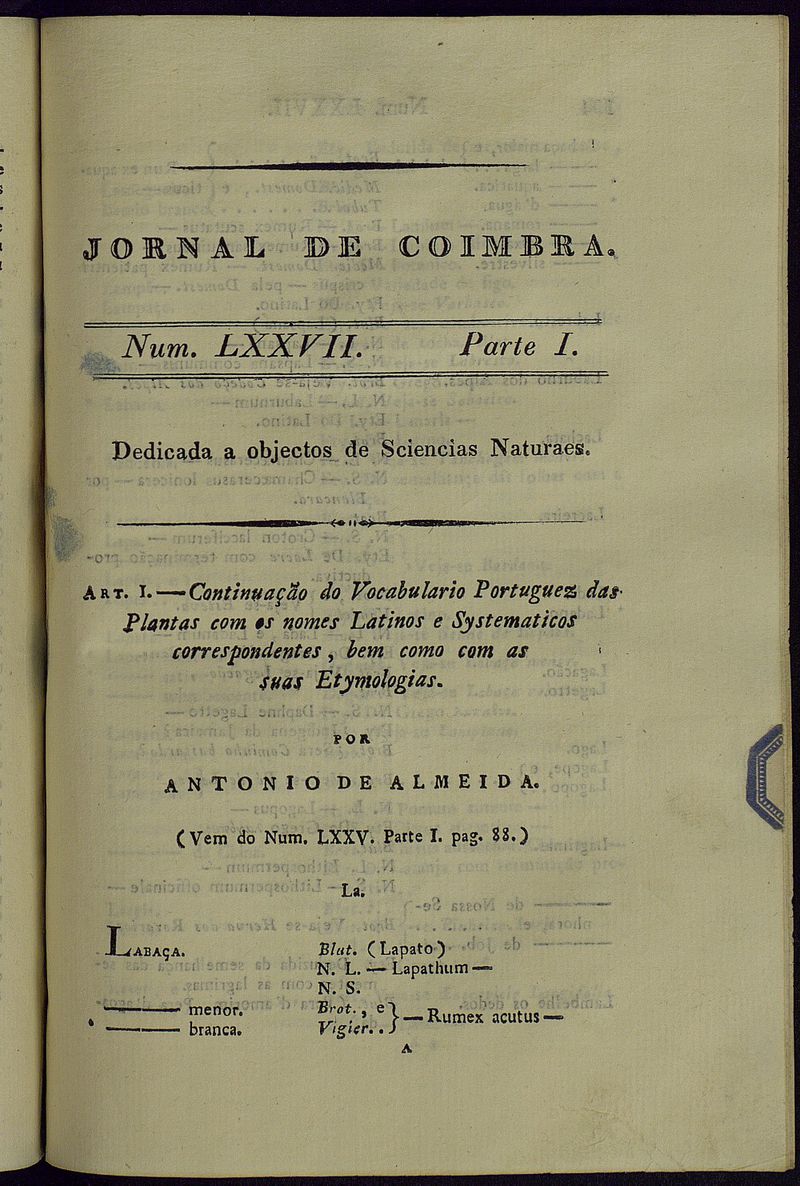 JORNAL DE COIMBRA.
Num. LXXVII. Parte I.
Dedicada a objectos de Sciencias Naturaes.
ART. I. — Continuação do Vocabulario Portuguez das
Plantas com os nomes Latinos e Systematicos
correspondentes, bem como com as
suas Etymologias.
POR
ANTONIO DE ALMEIDA.
(Vem do Num. LXXV. Parte I. pag. 88.)
La.
LABAÇA. Blut. (Lapato)
N. L. — Lapathum —
N. S.
——— menor. Brot., e } — Rumex acutus —
——— branca. Vigier. . }
A